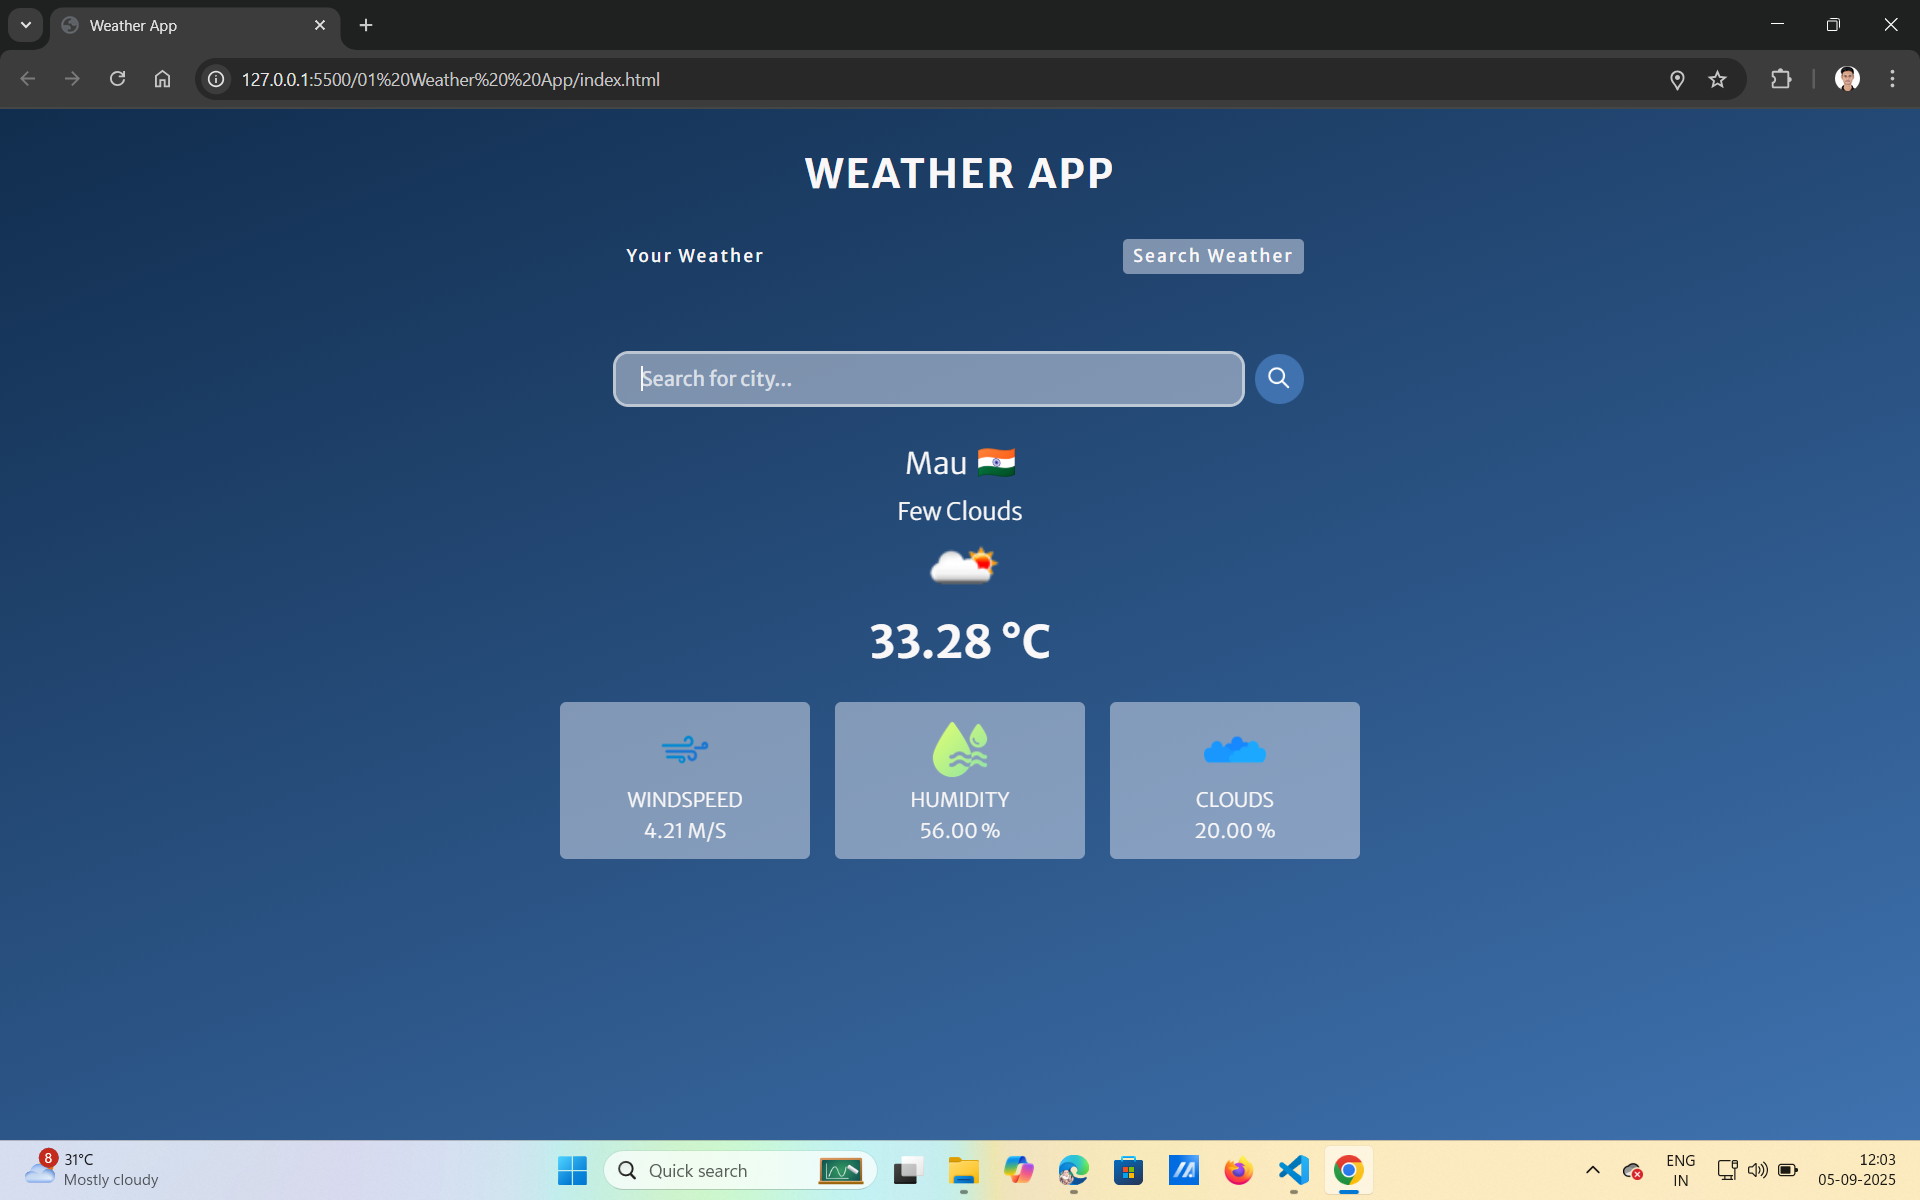 Weather App
127.0.0.1:5500/01%20Weather%20%20App/index.html
WEATHER APP
Your Weather
Search Weather
Search for city...
Mau
Few Clouds
33.28 °C
WINDSPEED
4.21 M/S
HUMIDITY
56.00 %
CLOUDS
20.00 %
8
31°C
Mostly cloudy
Quick search
ENG
IN
12:03
05-09-2025